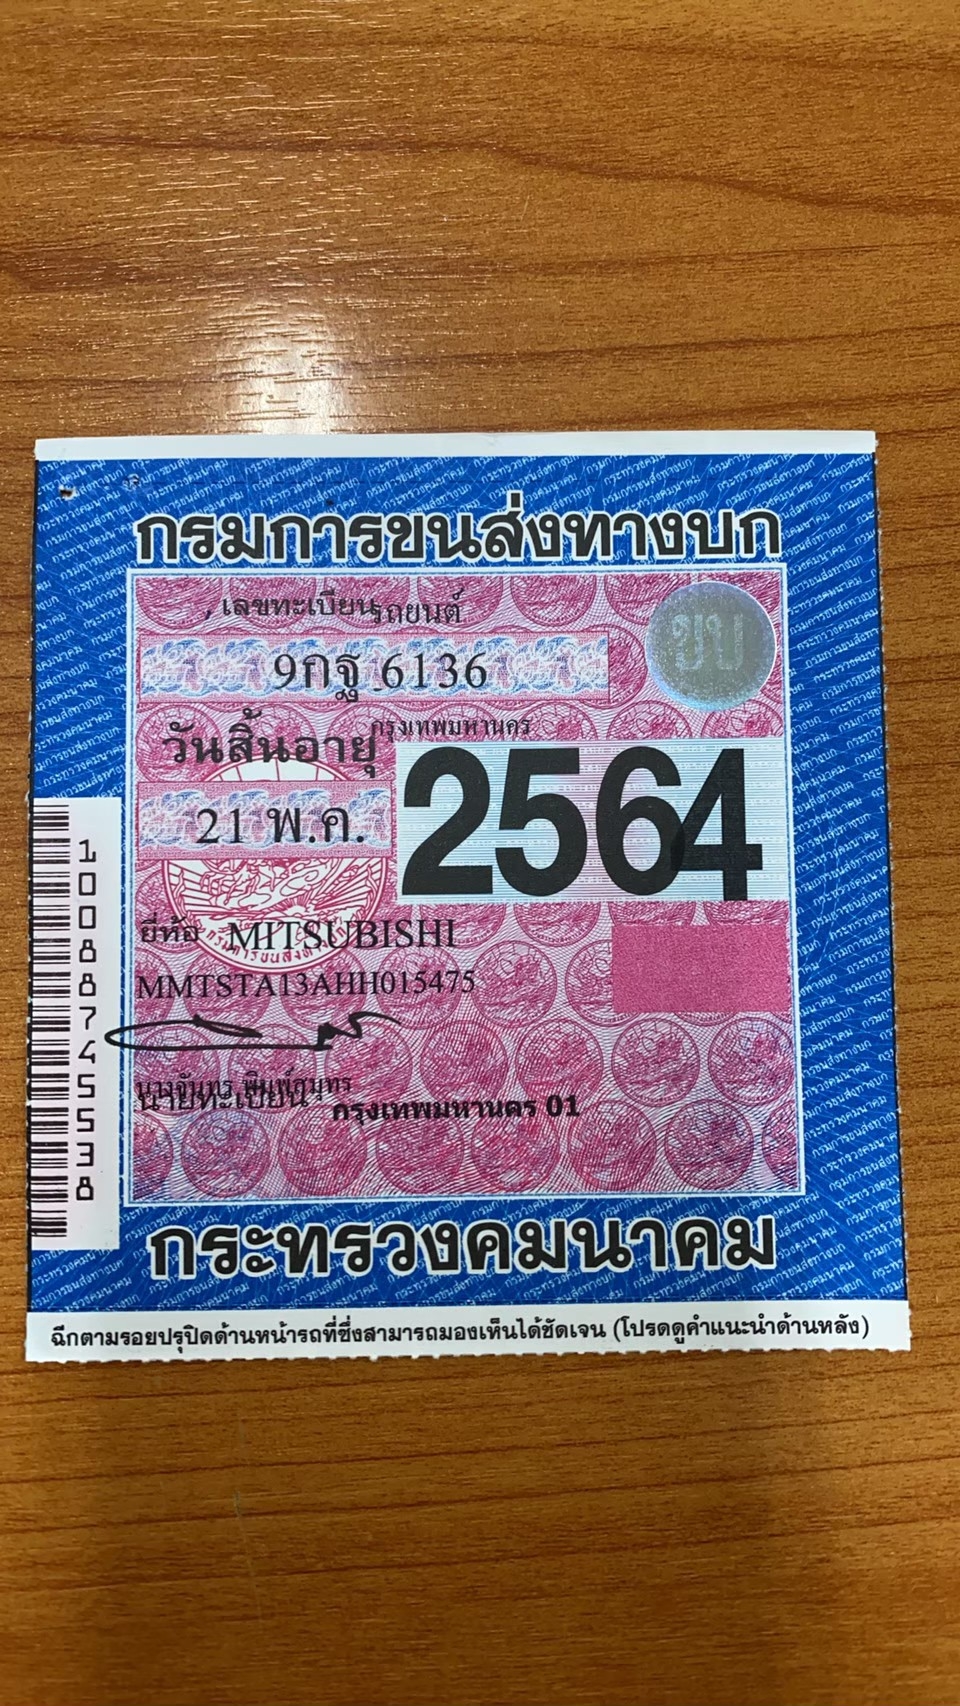 กรมการขนส่งทางบก
เลขทะเบียนรถยนต์
ขบ
9กฐ 6136
กรุงเทพมหานคร
วันสิ้นอายุ
2564
21 พ.ค.
ยี่ห้อ MITSUBISHI
MMTSTA13AHH015475
นายทะเบียน กรุงเทพมหานคร 01
100887455538
กระทรวงคมนาคม
ฉีกตามรอยปรุปิดด้านหน้ารถที่ซึ่งสามารถมองเห็นได้ชัดเจน (โปรดดูคำแนะนำด้านหลัง)